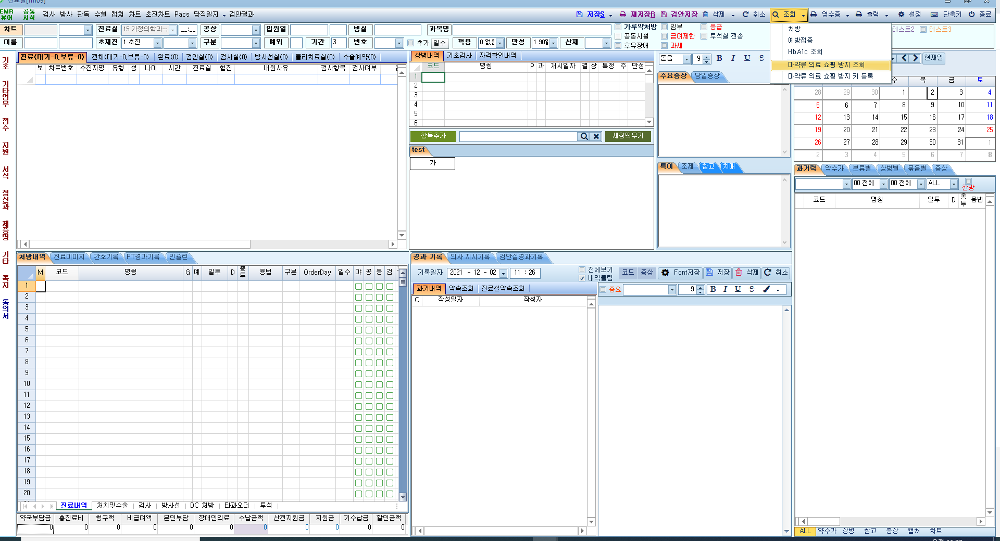 진료실[rm09]
EMR 뷰어
공통 서식
검사 방사 판독 수혈 캡쳐 차트 초진차트 Pacs 당직일지 검안결과
저장S 재저장R 검안저장 삭제 취소 조회 영수증 출력 설정 단축키 종료
차트 진료실 15 가정의학과- __:__ 공상 입원일 병실 과목명
이름 초재진 1 초진 구분 예외 기간 3 번호 추가 일수 적용 0 없음 만성 1 90일 산재
가루약처방 임부 응급
공동시설 급여제한 투석실 전송
후유장애 과세
처방
예방접종
HbA1c 조회
마약류 의료 쇼핑 방지 조회
마약류 의료 쇼핑 방지 키 등록
테스트2 테스트3
기초
기타업무
접수
지원
서식
정신과
제증명
기타
쪽지
동의서
진료(대기-0,보류-0) 전체(대기-0,보류-0) 완료(0) 검안실(0) 검사실(0) 방사선실(0) 물리치료실(0) 수술예약(0)
보 차트번호 수진자명 유형 성 나이 시간 진료실 협진 내원사유 검사항목 검사여부
상병내역 기초검사 자격확인내역
코드 명칭 P 과 개시일자 결 상 특정 주 만성
1
2
3
4
5
6
항목추가 새창띄우기
test
가
돋움 9 B I U S
주요증상 당일증상
특이 조제 참고 치매
현재일
수 목 금 토
28 29 30 1 2 3 4
5 6 7 8 9 10 11
12 13 14 15 16 17 18
19 20 21 22 23 24 25
26 27 28 29 30 31 1
2 3 4 5 6 7 8
과거력 약수가 분류별 상병별 묶음별 증상
00 전체 00 전체 ALL 한방
코드 명칭 일투 D 총투 용법
처방내역 진료이미지 간호기록 PT경과기록 인슐린
M 코드 명칭 G 예 일투 D 총투 용법 구분 OrderDay 일수 야 공 응 검
1
2
3
4
5
6
7
8
9
10
11
12
13
14
15
16
17
18
19
20
진료내역 처치및수술 검사 방사선 DC 처방 타과오더 투석
약국부담금 총진료비 청구액 비급여액 본인부담 장애인의료 수납금액 산전지원금 지원금 기수납금 할인금액
0 0 0 0 0 0 0 0 0 0 0
경과 기록 의사 지시기록 검안실경과기록
기록일자 2021 - 12 - 02 11 : 26 전체보기 내역풀림 코드 증상 Font저장 저장 삭제 취소
과거내역 약속조회 진료실약속조회
중요 9 B I U S
C 작성일자 작성자
ALL 약수가 상병 참고 증상 캡쳐 차트